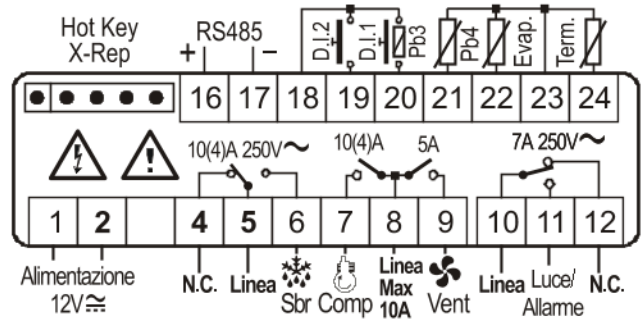 Hot Key
X-Rep
RS485
+ −
D.I.2
D.I.1
Pb3
Pb4
Evap.
Term.
16 17 18 19 20 21 22 23 24
10(4)A 250V~
10(4)A
5A
7A 250V~
1 2 4 5 6 7 8 9 10 11 12
Alimentazione
12V≂
N.C.
Linea
Sbr
Comp
Linea
Max
10A
Vent
Linea
Luce/
Allarme
N.C.